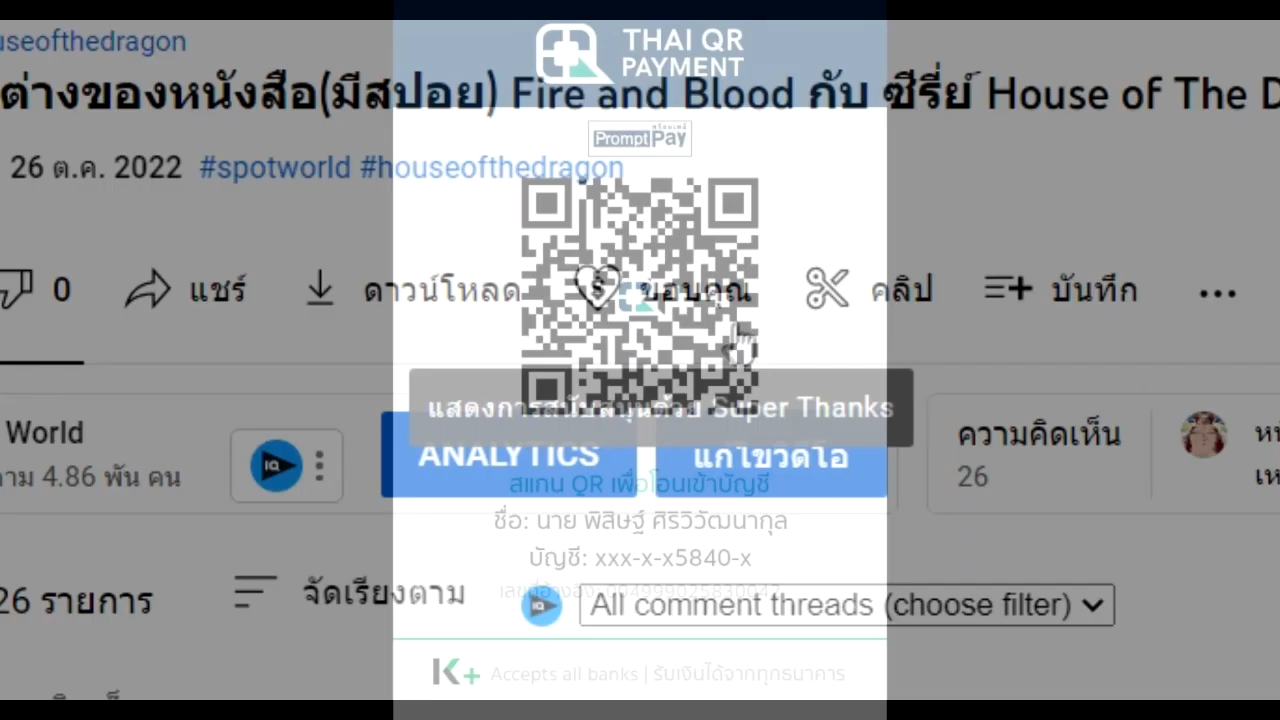 useofthedragon
THAI QR
PAYMENT
ต่างของหนังสือ(มีสปอย) Fire and Blood กับ ซีรี่ย์ House of The D
พร้อมเพย์
PromptPay
26 ต.ค. 2022 #spotworld #houseofthedragon
0 แชร์ ดาวน์โหลด ขอบคุณ คลิป บันทึก
แสดงการสนับสนุนด้วย Super Thanks
World
4.86 พัน คน
IQ
ANALYTICS แก้ไขวิดีโอ
ความคิดเห็น
26
สแกน QR เพื่อโอนเข้าบัญชี
ชื่อ: นาย พิสิษฐ์ ศิริวิวัฒนากุล
บัญชี: xxx-x-x5840-x
26 รายการ จัดเรียงตาม
IQ All comment threads (choose filter)
K+ Accepts all banks | รับเงินได้จากทุกธนาคาร